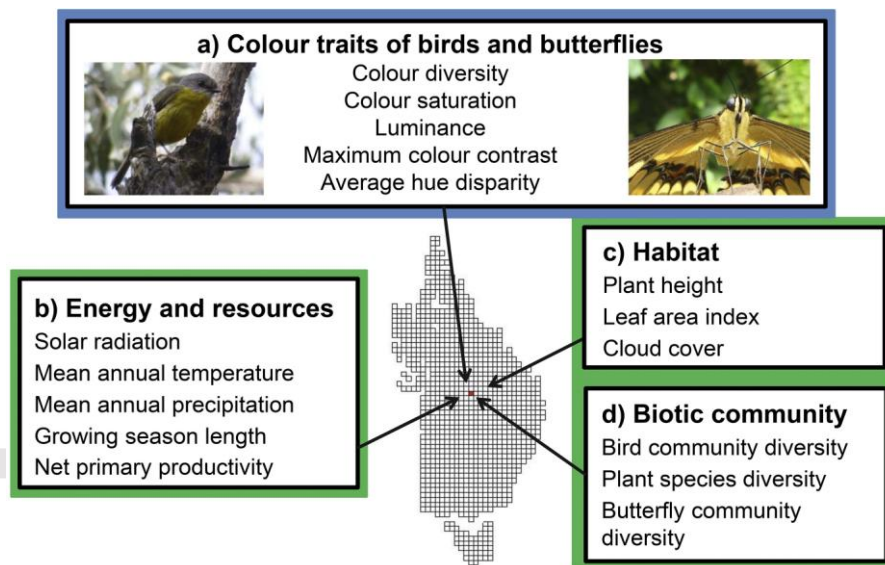 a) Colour traits of birds and butterflies
Colour diversity
Colour saturation
Luminance
Maximum colour contrast
Average hue disparity
b) Energy and resources
Solar radiation
Mean annual temperature
Mean annual precipitation
Growing season length
Net primary productivity
c) Habitat
Plant height
Leaf area index
Cloud cover
d) Biotic community
Bird community diversity
Plant species diversity
Butterfly community
diversity